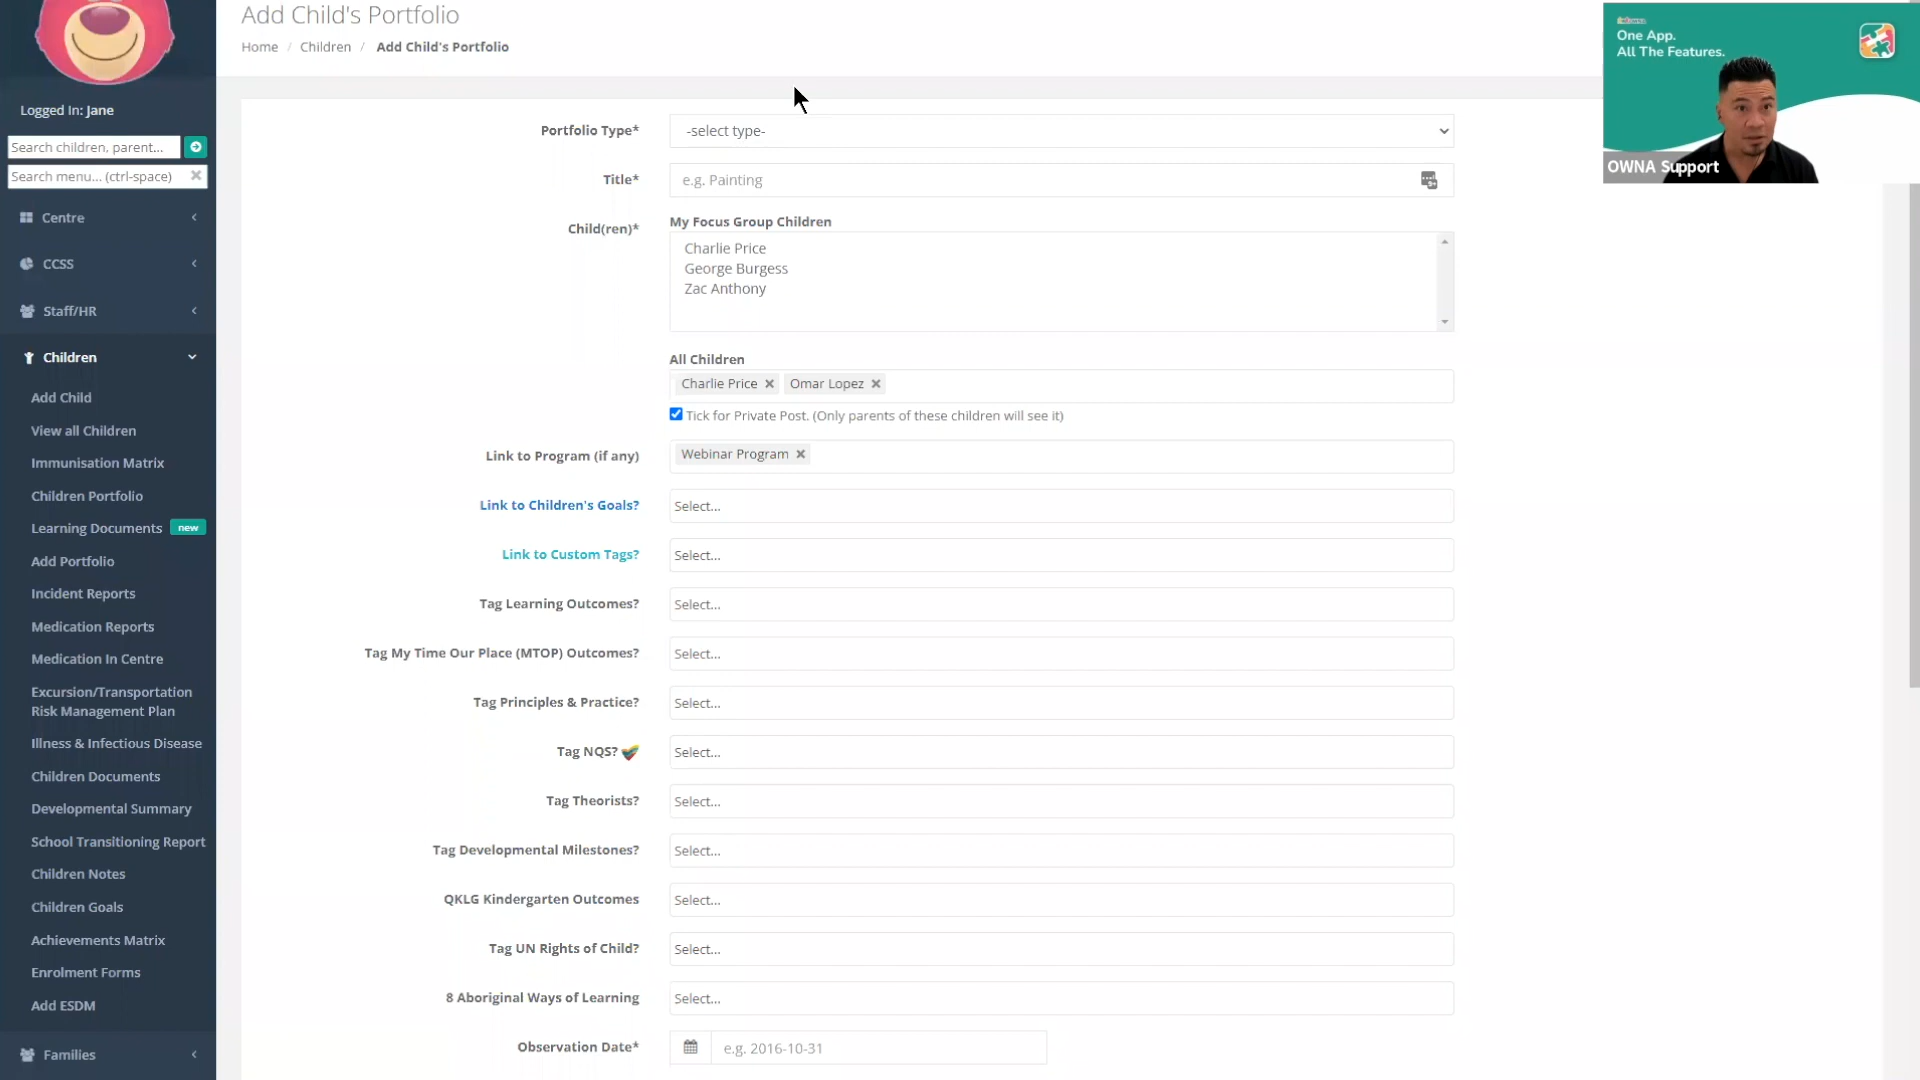 Add Child's Portfolio
Home / Children / Add Child's Portfolio
Logged In: Jane
Search children, parent...
Search menu... (ctrl-space)
Centre
CCSS
Staff/HR
Children
Add Child
View all Children
Immunisation Matrix
Children Portfolio
Learning Documents new
Add Portfolio
Incident Reports
Medication Reports
Medication In Centre
Excursion/Transportation
Risk Management Plan
Illness & Infectious Disease
Children Documents
Developmental Summary
School Transitioning Report
Children Notes
Children Goals
Achievements Matrix
Enrolment Forms
Add ESDM
Families
Portfolio Type* -select type-
Title* e.g. Painting
Child(ren)* My Focus Group Children
Charlie Price
George Burgess
Zac Anthony
All Children
Charlie Price Omar Lopez
Tick for Private Post. (Only parents of these children will see it)
Link to Program (if any) Webinar Program
Link to Children's Goals? Select...
Link to Custom Tags? Select...
Tag Learning Outcomes? Select...
Tag My Time Our Place (MTOP) Outcomes? Select...
Tag Principles & Practice? Select...
Tag NQS? Select...
Tag Theorists? Select...
Tag Developmental Milestones? Select...
QKLG Kindergarten Outcomes Select...
Tag UN Rights of Child? Select...
8 Aboriginal Ways of Learning Select...
Observation Date* e.g. 2016-10-31
One App.
All The Features.
OWNA Support